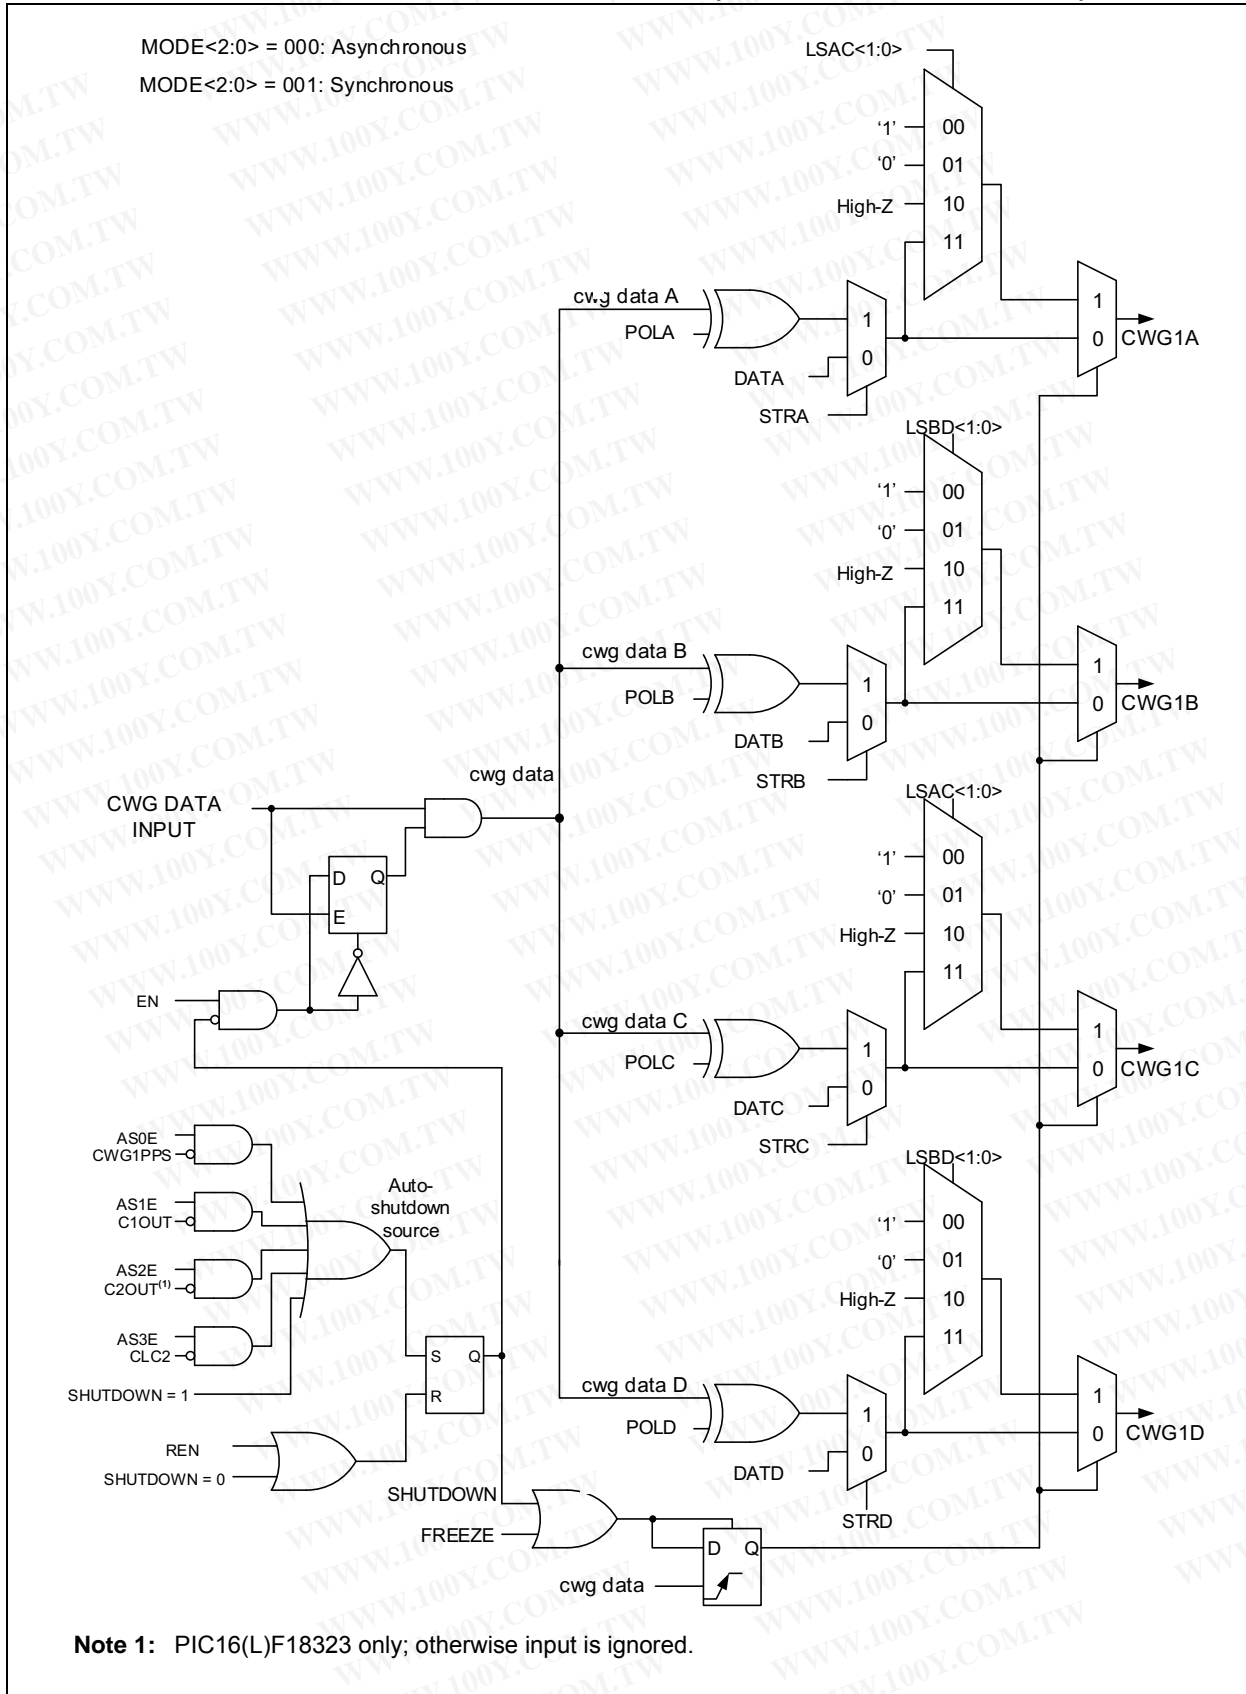 MODE<2:0> = 000: Asynchronous
MODE<2:0> = 001: Synchronous
LSAC<1:0>
'1' 00
'0' 01
High-Z 10
11
cwg data A
POLA
1
0
DATA
STRA
1
0
CWG1A
LSBD<1:0>
'1' 00
'0' 01
High-Z 10
11
cwg data B
POLB
1
0
DATB
STRB
1
0
CWG1B
cwg data
CWG DATA
INPUT
D Q
E
EN
LSAC<1:0>
'1' 00
'0' 01
High-Z 10
11
cwg data C
POLC
1
0
DATC
STRC
1
0
CWG1C
AS0E
CWG1PPS
AS1E
C1OUT
AS2E
C2OUT(1)
AS3E
CLC2
SHUTDOWN = 1
Auto-
shutdown
source
S Q
R
REN
SHUTDOWN = 0
LSBD<1:0>
'1' 00
'0' 01
High-Z 10
11
cwg data D
POLD
1
0
DATD
STRD
1
0
CWG1D
SHUTDOWN
FREEZE
D Q
cwg data
Note 1: PIC16(L)F18323 only; otherwise input is ignored.
WWW.100Y.COM.TW